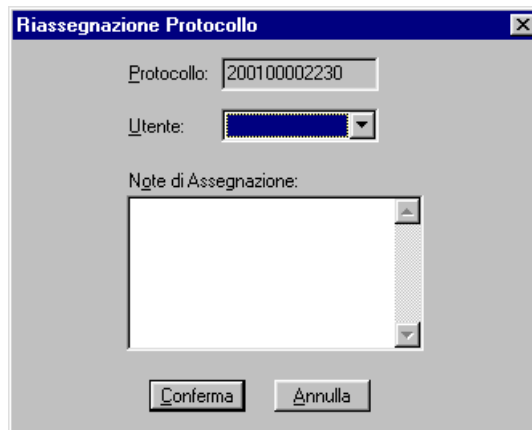 Riassegnazione Protocollo
Protocollo: 200100002230
Utente:
Note di Assegnazione:
Conferma Annulla